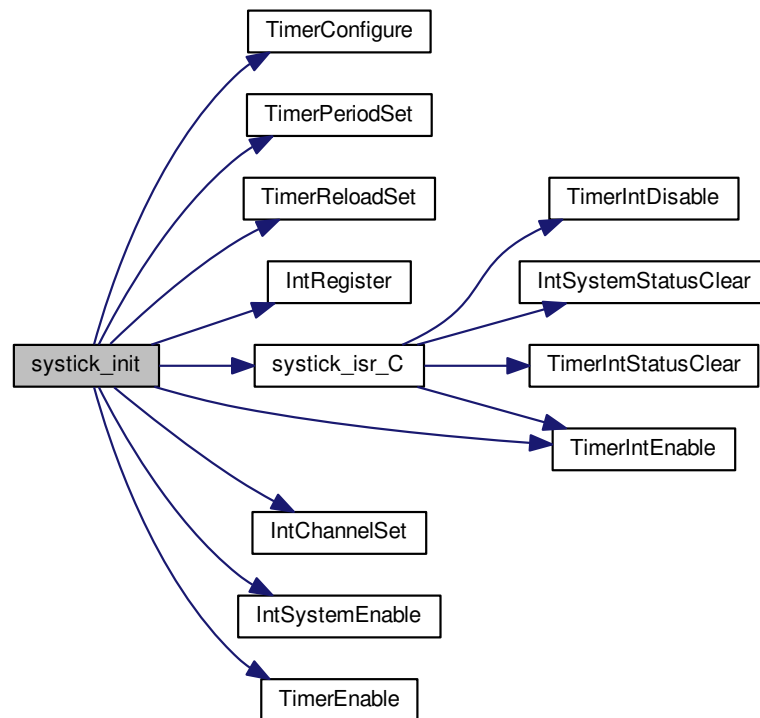 TimerConfigure
TimerPeriodSet
TimerReloadSet
TimerIntDisable
IntRegister
IntSystemStatusClear
systick_init
systick_isr_C
TimerIntStatusClear
TimerIntEnable
IntChannelSet
IntSystemEnable
TimerEnable